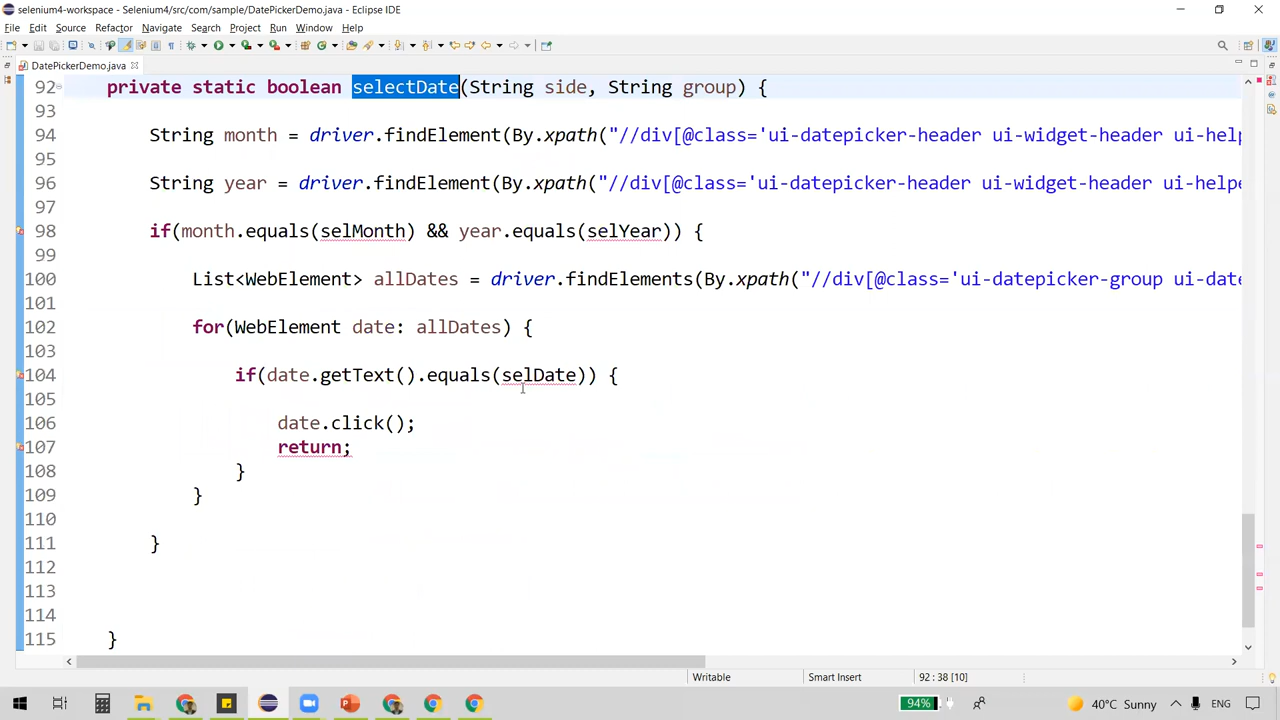 selenium4-workspace - Selenium4/src/com/sample/DatePickerDemo.java - Eclipse IDE
File Edit Source Refactor Navigate Search Project Run Window Help
DatePickerDemo.java
92 private static boolean selectDate(String side, String group) {
93
94 String month = driver.findElement(By.xpath("//div[@class='ui-datepicker-header ui-widget-header ui-help
95
96 String year = driver.findElement(By.xpath("//div[@class='ui-datepicker-header ui-widget-header ui-helpe
97
98 if(month.equals(selMonth) && year.equals(selYear)) {
99
100 List<WebElement> allDates = driver.findElements(By.xpath("//div[@class='ui-datepicker-group ui-date
101
102 for(WebElement date: allDates) {
103
104 if(date.getText().equals(selDate)) {
105
106 date.click();
107 return;
108 }
109 }
110
111 }
112
113
114
115 }
Writable Smart Insert 92 : 38 [10]
94% 40°C Sunny ENG